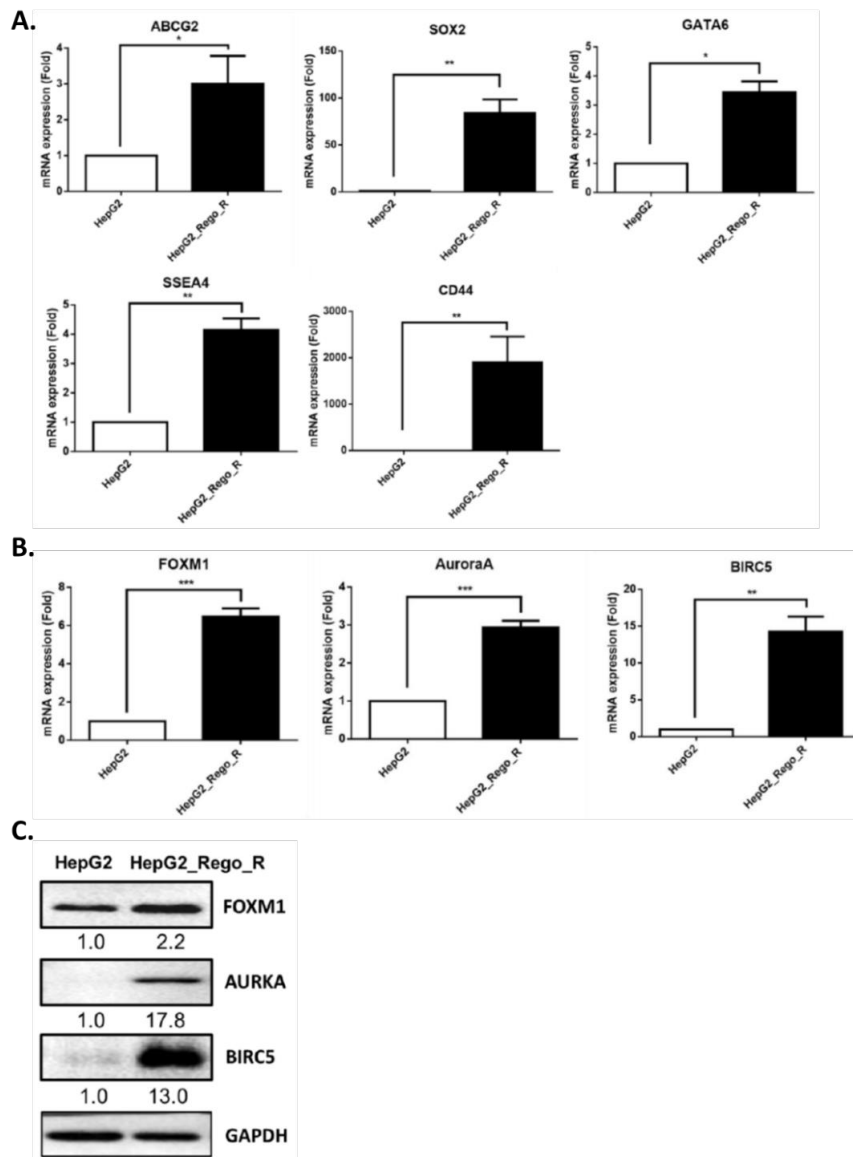 A.
ABCG2
mRNA expression (Fold)
4
3
2
1
0
*
HepG2
HepG2_Rego_R
SOX2
mRNA expression (Fold)
150
100
50
0
**
HepG2
HepG2_Rego_R
GATA6
mRNA expression (Fold)
5
4
3
2
1
0
*
HepG2
HepG2_Rego_R
SSEA4
mRNA expression (Fold)
5
4
3
2
1
0
**
HepG2
HepG2_Rego_R
CD44
mRNA expression (Fold)
3000
2000
1000
0
**
HepG2
HepG2_Rego_R
B.
FOXM1
mRNA expression (Fold)
8
6
4
2
0
***
HepG2
HepG2_Rego_R
AuroraA
mRNA expression (Fold)
4
3
2
1
0
***
HepG2
HepG2_Rego_R
BIRC5
mRNA expression (Fold)
20
15
10
5
0
**
HepG2
HepG2_Rego_R
C.
HepG2 HepG2_Rego_R
FOXM1
1.0 2.2
AURKA
1.0 17.8
BIRC5
1.0 13.0
GAPDH